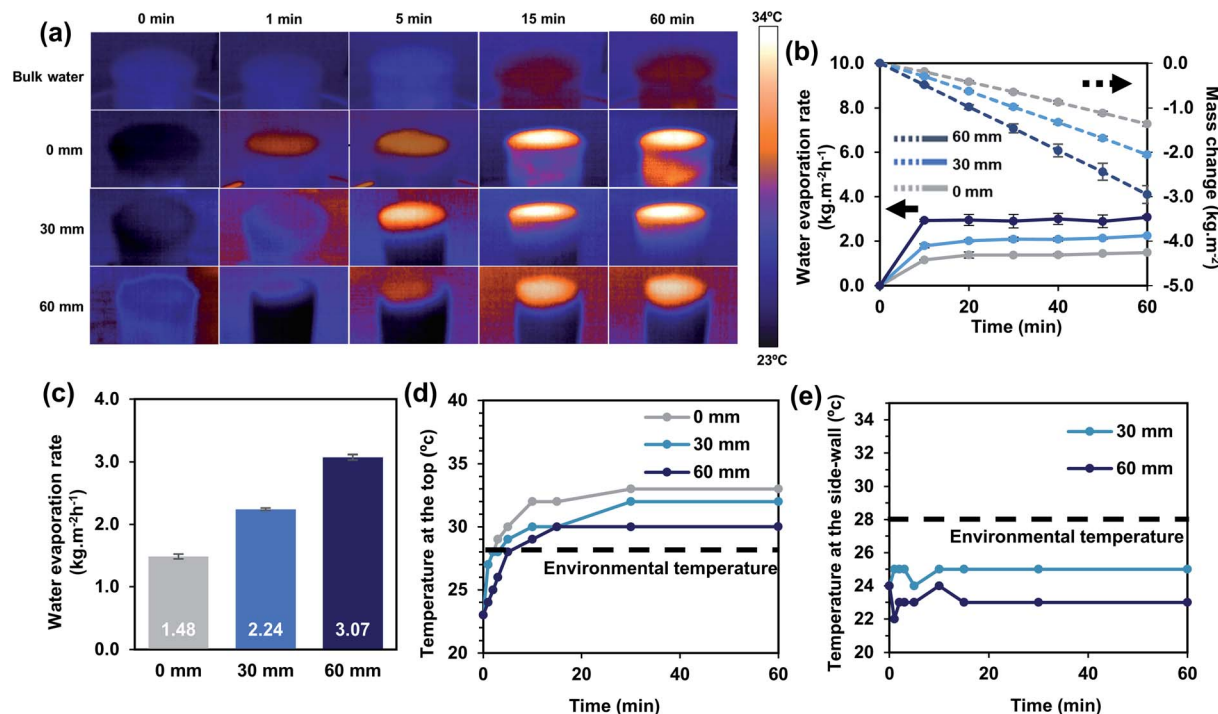 (a)
0 min
1 min
5 min
15 min
60 min
34ºC
Bulk water
0 mm
30 mm
60 mm
23ºC
(b)
10.0
8.0
6.0
4.0
2.0
0.0
Water evaporation rate
(kg.m-2h-1)
60 mm
30 mm
0 mm
0.0
-1.0
-2.0
-3.0
-4.0
-5.0
Mass change (kg.m-2)
0
20
40
60
Time (min)
(c)
4.0
3.0
2.0
1.0
0.0
Water evaporation rate
(kg.m-2h-1)
1.48
2.24
3.07
0 mm
30 mm
60 mm
(d)
40
38
35
33
30
28
25
23
20
Temperature at the top (ºc)
0 mm
30 mm
60 mm
Environmental temperature
0
20
40
60
Time (min)
(e)
34
32
30
28
26
24
22
20
Temperature at the side-wall (ºc)
30 mm
60 mm
Environmental temperature
0
20
40
60
Time (min)